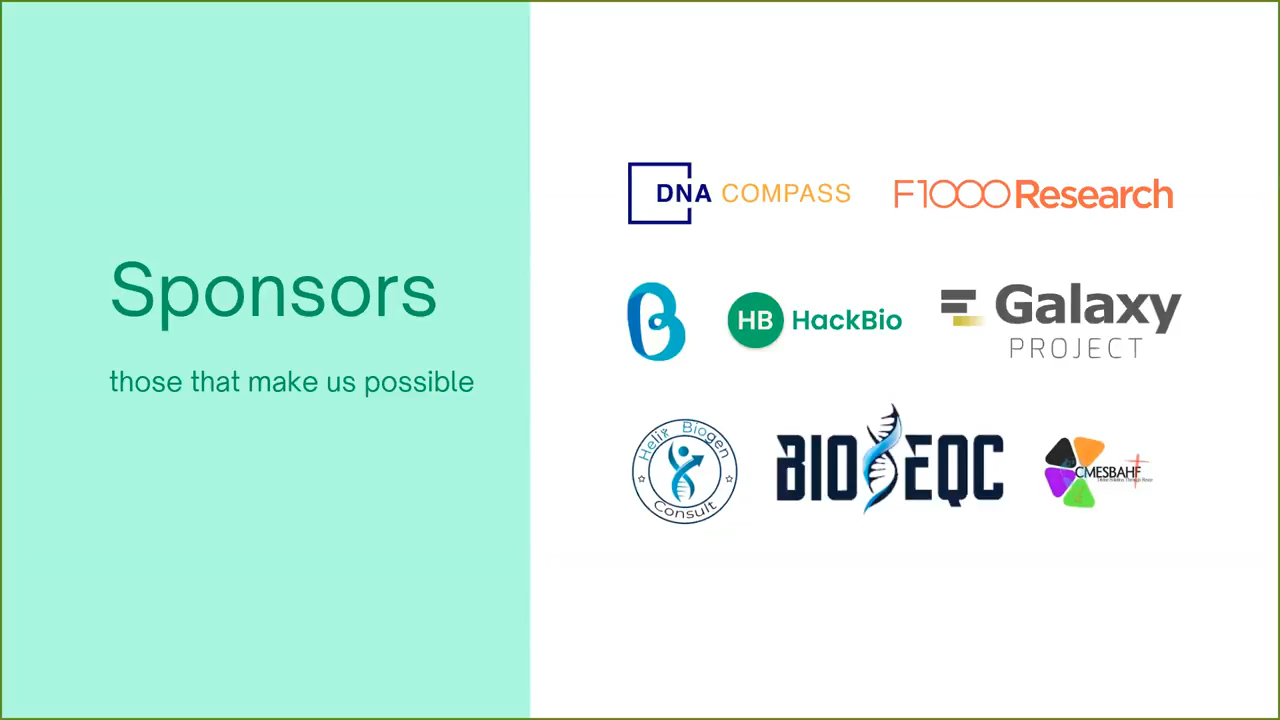 Sponsors
those that make us possible
DNA COMPASS
F1000Research
B
HB HackBio
Galaxy
PROJECT
Helix Biogen
Consult
BIOSEQC
CMESBAHF